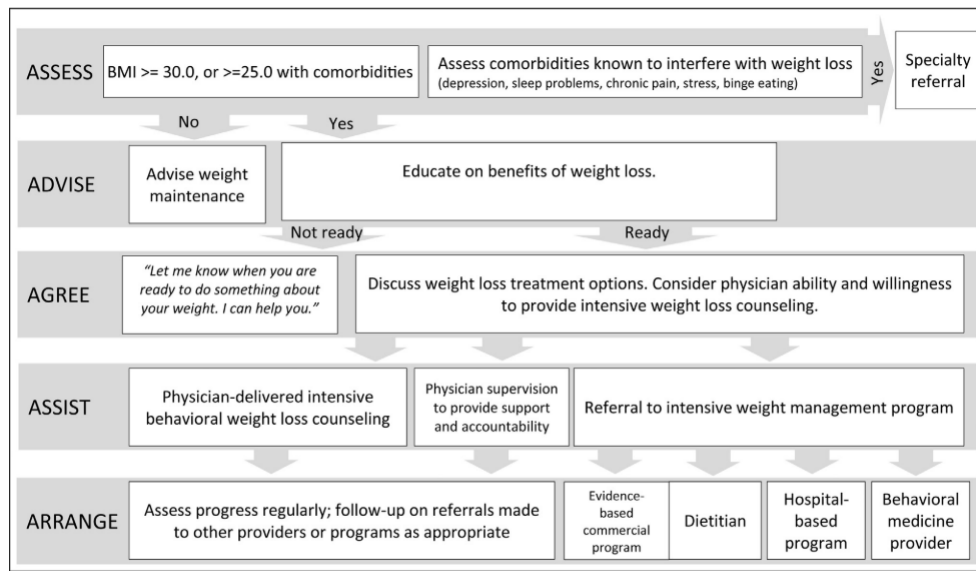 ASSESS
BMI >= 30.0, or >=25.0 with comorbidities
Assess comorbidities known to interfere with weight loss
(depression, sleep problems, chronic pain, stress, binge eating)
Yes
Specialty
referral
No
Yes
ADVISE
Advise weight
maintenance
Educate on benefits of weight loss.
Not ready
Ready
AGREE
“Let me know when you are
ready to do something about
your weight. I can help you.”
Discuss weight loss treatment options. Consider physician ability and willingness
to provide intensive weight loss counseling.
ASSIST
Physician-delivered intensive
behavioral weight loss counseling
Physician supervision
to provide support
and accountability
Referral to intensive weight management program
ARRANGE
Assess progress regularly; follow-up on referrals made
to other providers or programs as appropriate
Evidence-
based
commercial
program
Dietitian
Hospital-
based
program
Behavioral
medicine
provider